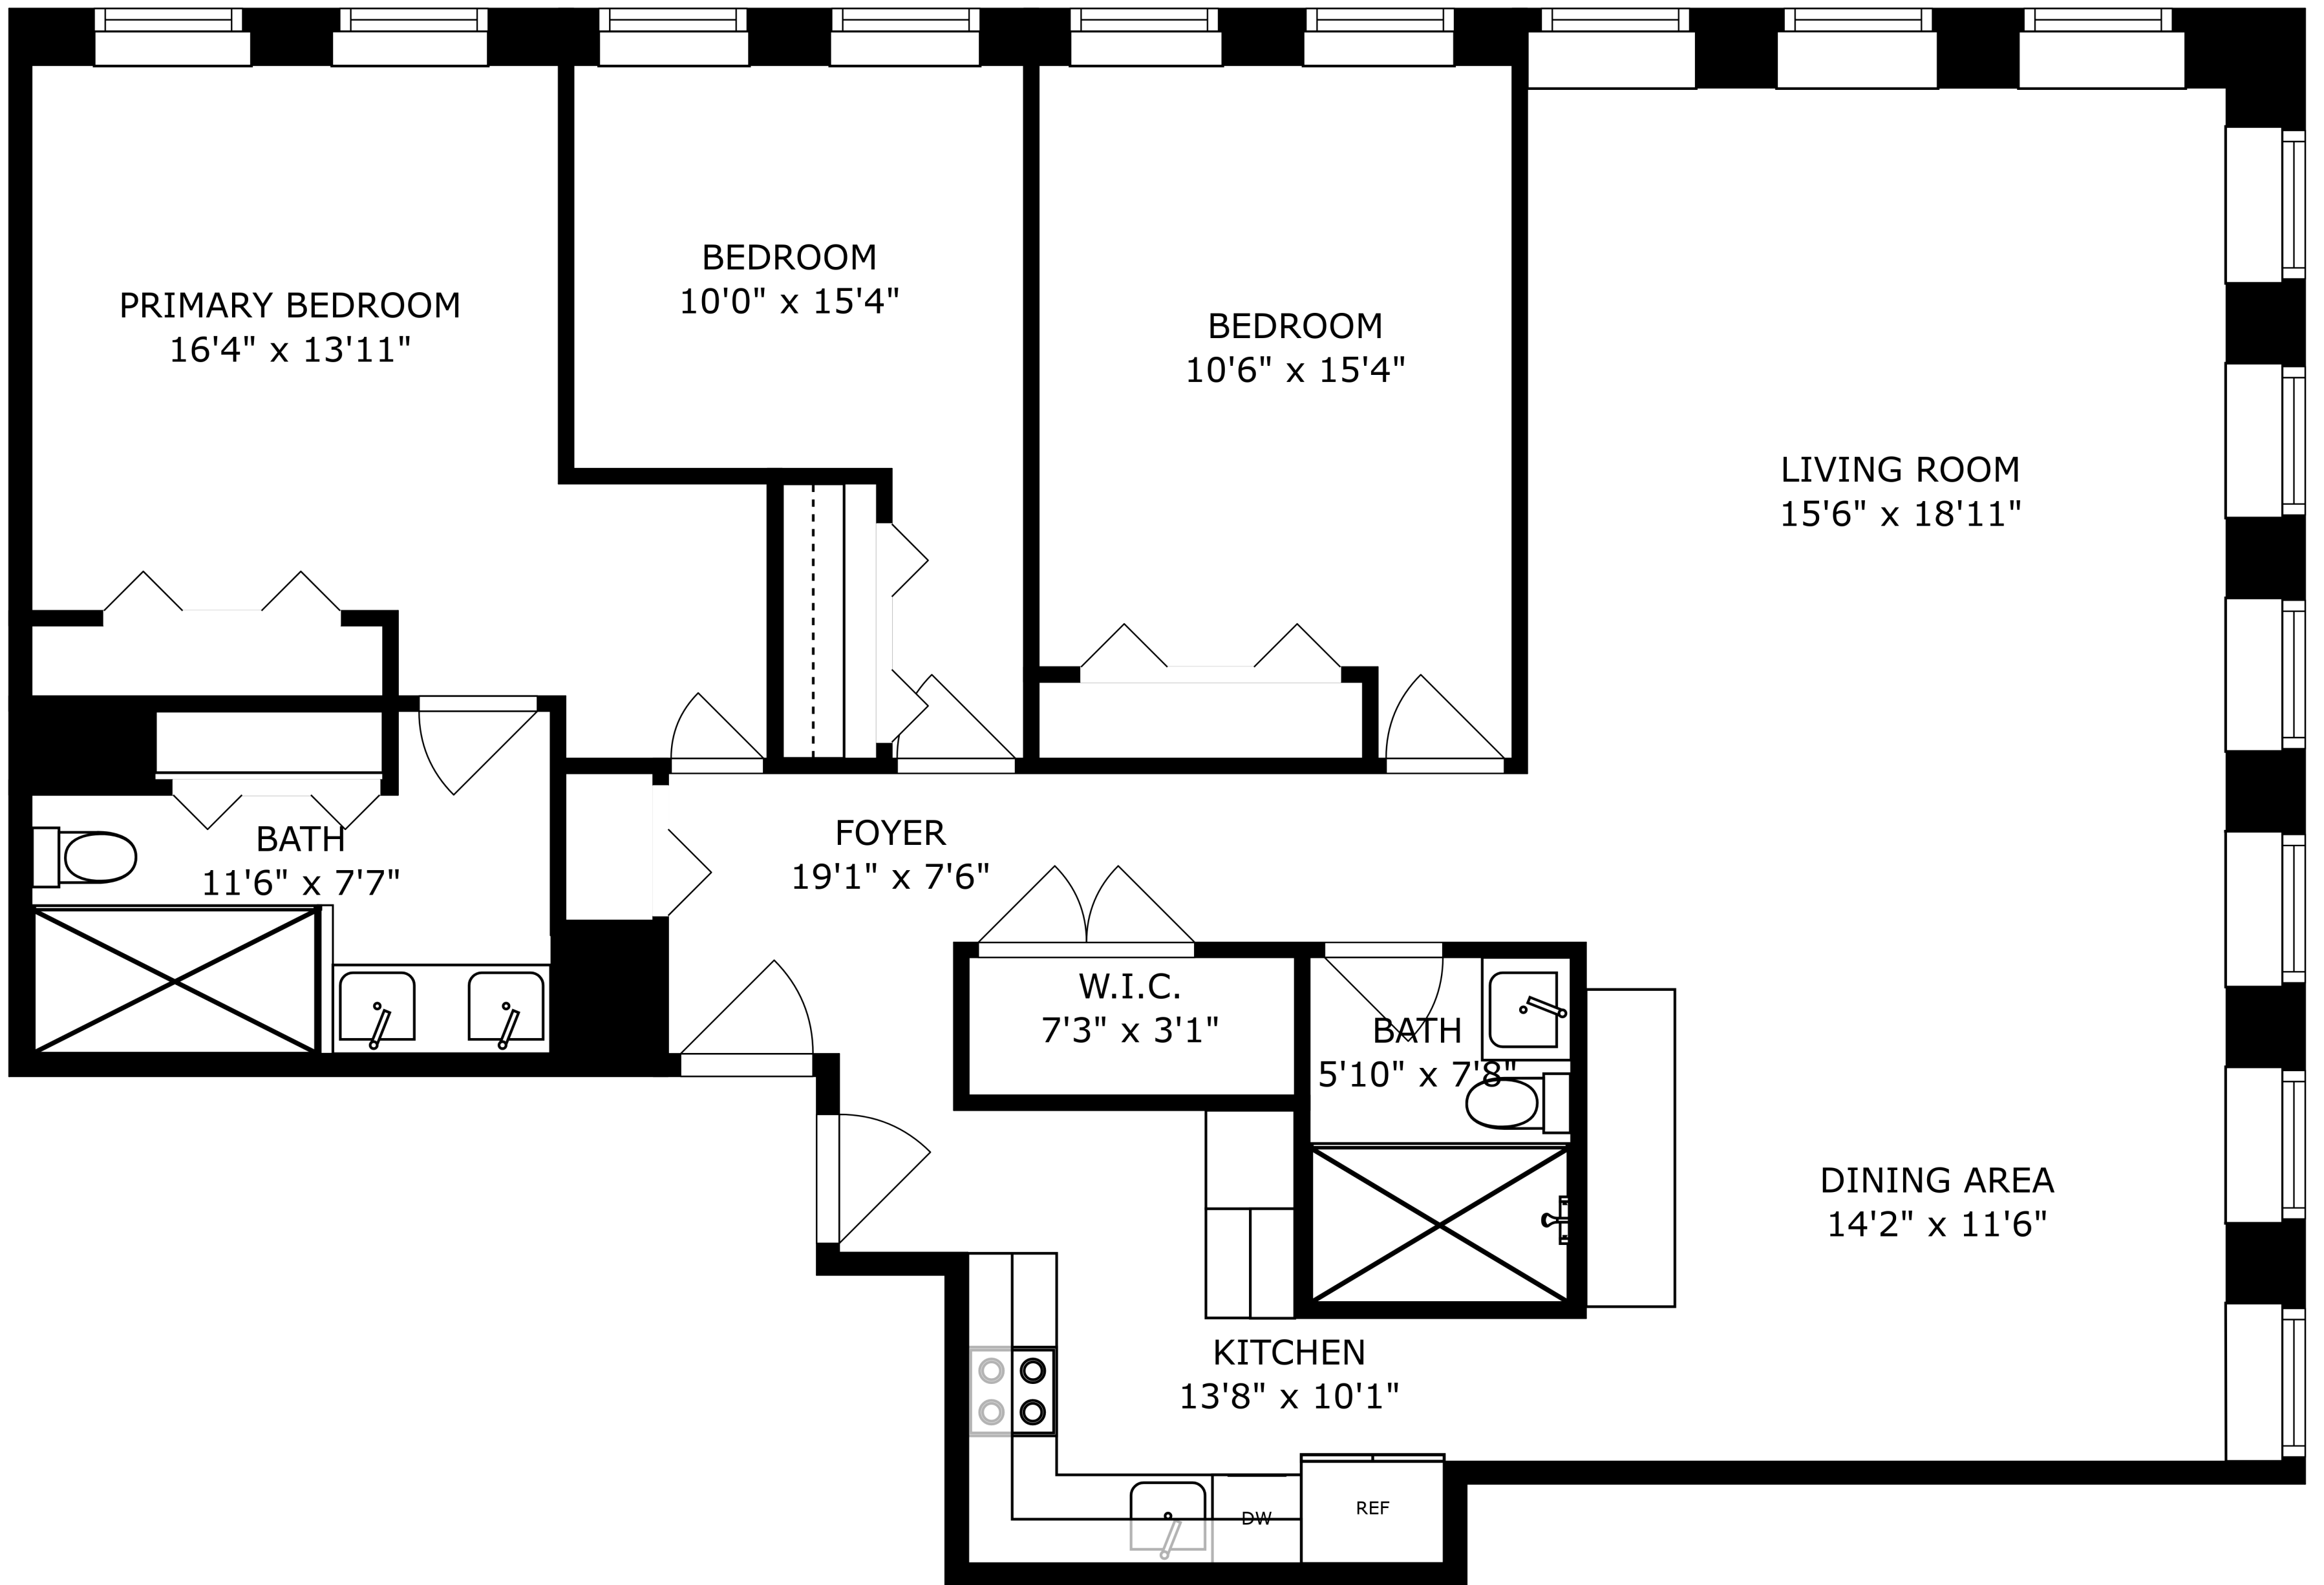 BEDROOM
10'0" x 15'4"
PRIMARY BEDROOM
16'4" x 13'11"
BEDROOM
10'6" x 15'4"
LIVING ROOM
15'6" x 18'11"
FOYER
19'1" x 7'6"
BATH
11'6" x 7'7"
W.I.C.
7'3" x 3'1"
BATH
5'10" x 7'8"
DINING AREA
14'2" x 11'6"
KITCHEN
13'8" x 10'1"
REF
DW